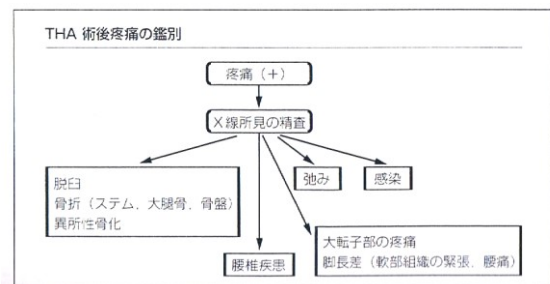 THA 術後疼痛の鑑別
疼痛（+）
X線所見の精査
脱臼
骨折（ステム、大腿骨、骨盤）
異所性骨化
弛み
感染
腰椎疾患
大転子部の疼痛
脚長差（軟部組織の緊張、腰痛）